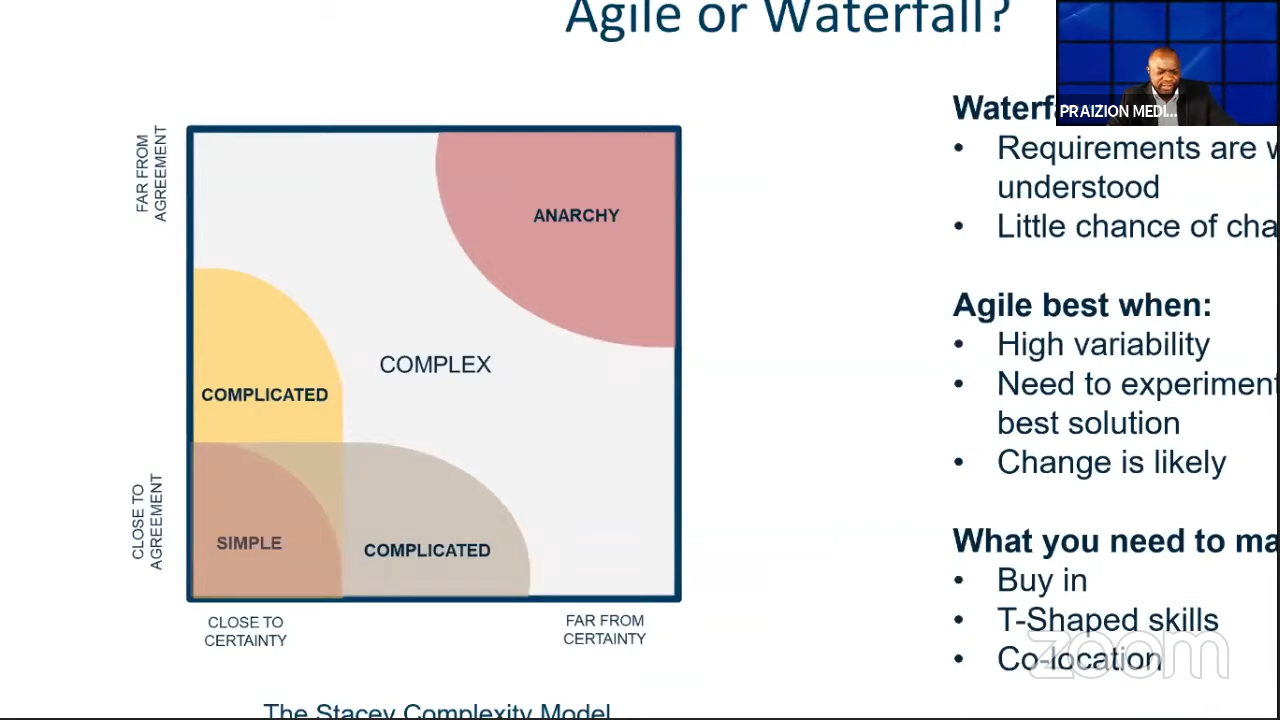 Agile or Waterfall?
PRAIZION MEDI...
FAR FROM
AGREEMENT
ANARCHY
COMPLEX
COMPLICATED
CLOSE TO
AGREEMENT
SIMPLE
COMPLICATED
CLOSE TO
CERTAINTY
FAR FROM
CERTAINTY
The Stacey Complexity Model
Waterf
• Requirements are w
understood
• Little chance of cha
Agile best when:
• High variability
• Need to experiment
best solution
• Change is likely
What you need to ma
• Buy in
• T-Shaped skills
• Co-location
zoom